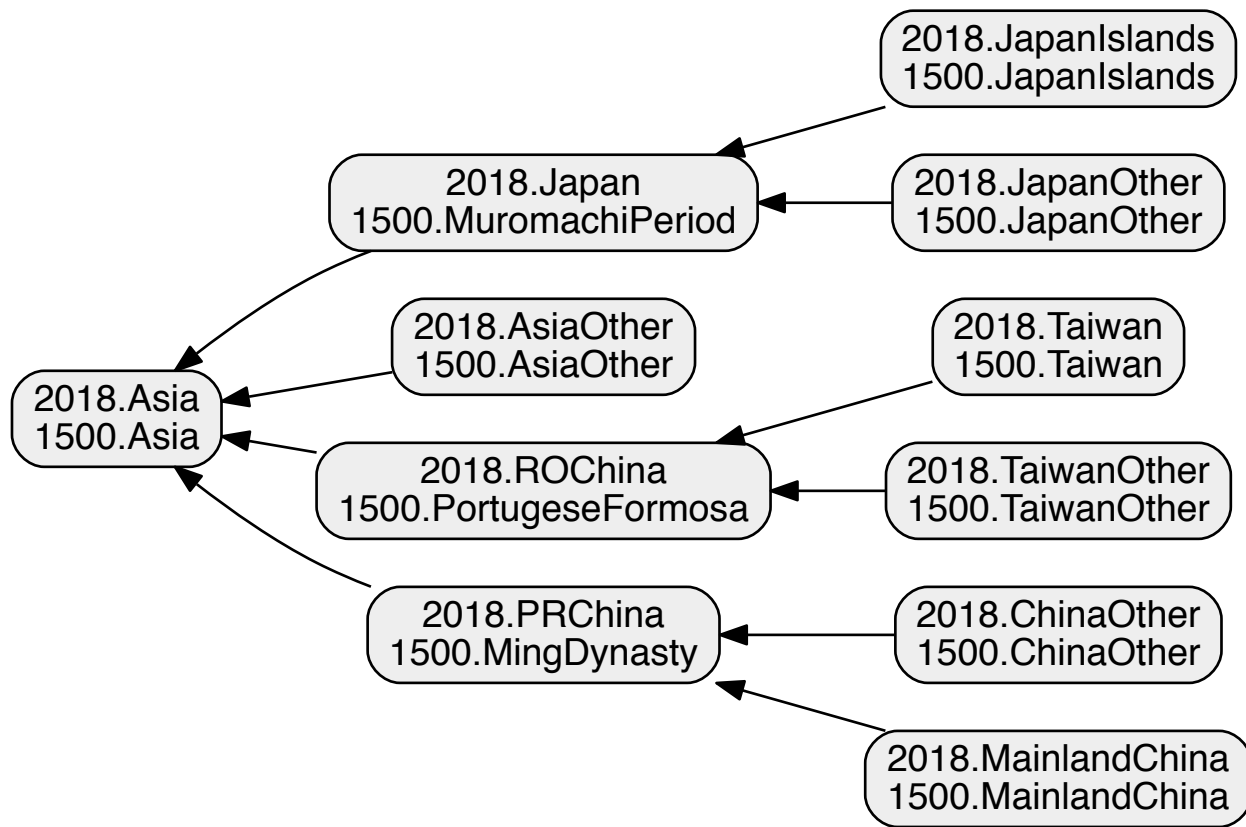 2018.JapanIslands
1500.JapanIslands
2018.Japan
1500.MuromachiPeriod
2018.JapanOther
1500.JapanOther
2018.AsiaOther
1500.AsiaOther
2018.Taiwan
1500.Taiwan
2018.Asia
1500.Asia
2018.ROChina
1500.PortugeseFormosa
2018.TaiwanOther
1500.TaiwanOther
2018.PRChina
1500.MingDynasty
2018.ChinaOther
1500.ChinaOther
2018.MainlandChina
1500.MainlandChina